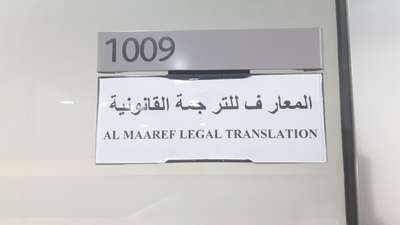 1009
المعارف للترجمة القانونية
AL MAAREF LEGAL TRANSLATION